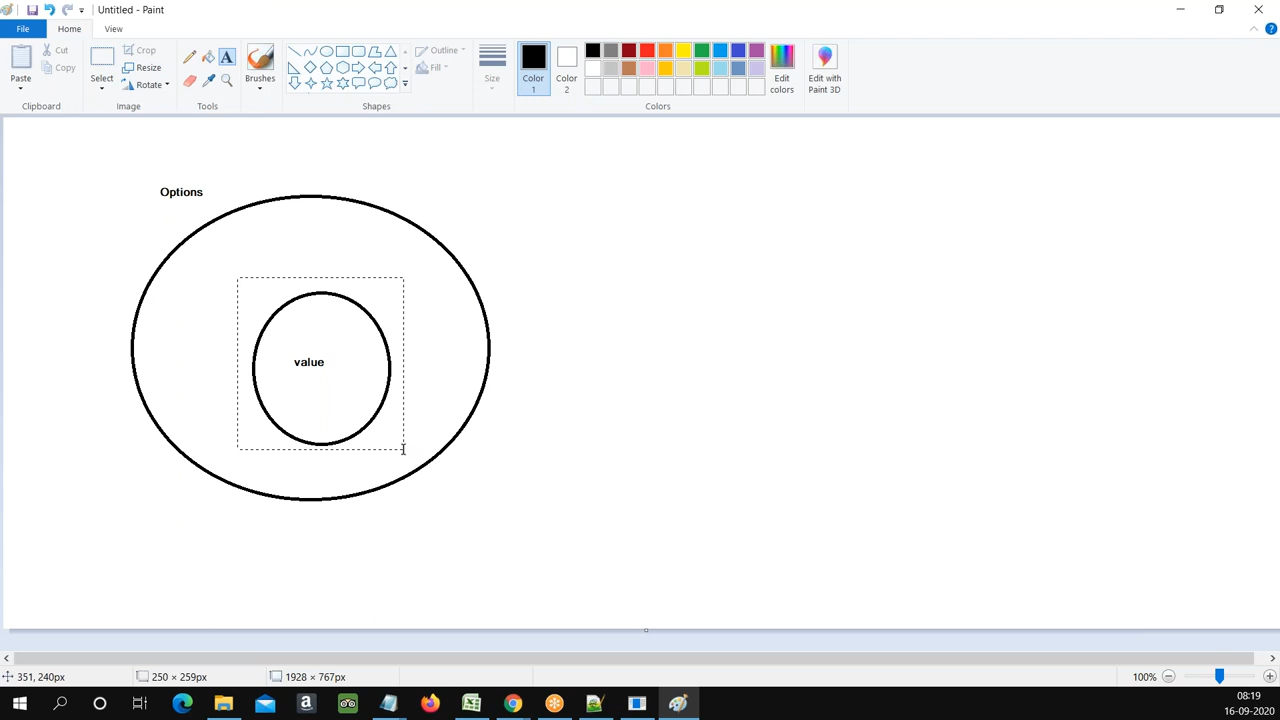 Untitled - Paint
File
Home
View
Paste
Cut
Copy
Clipboard
Select
Crop
Resize
Rotate
Image
A
Tools
Brushes
Outline
Fill
Shapes
Size
Color
1
Color
2
Edit
colors
Colors
Edit with
Paint 3D
Options
value
351, 240px
250 × 259px
1928 × 767px
100%
08:19
16-09-2020